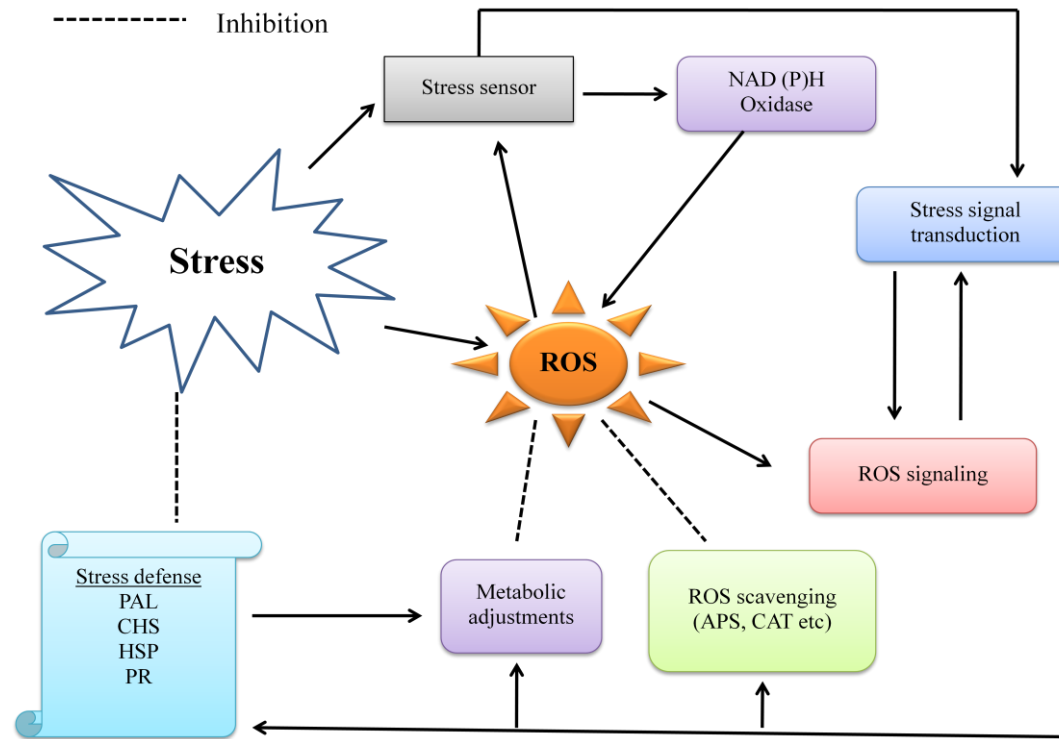 Inhibition
Stress sensor
NAD (P)H
Oxidase
Stress signal
transduction
Stress
ROS
ROS signaling
Stress defense
PAL
CHS
HSP
PR
Metabolic
adjustments
ROS scavenging
(APS, CAT etc)